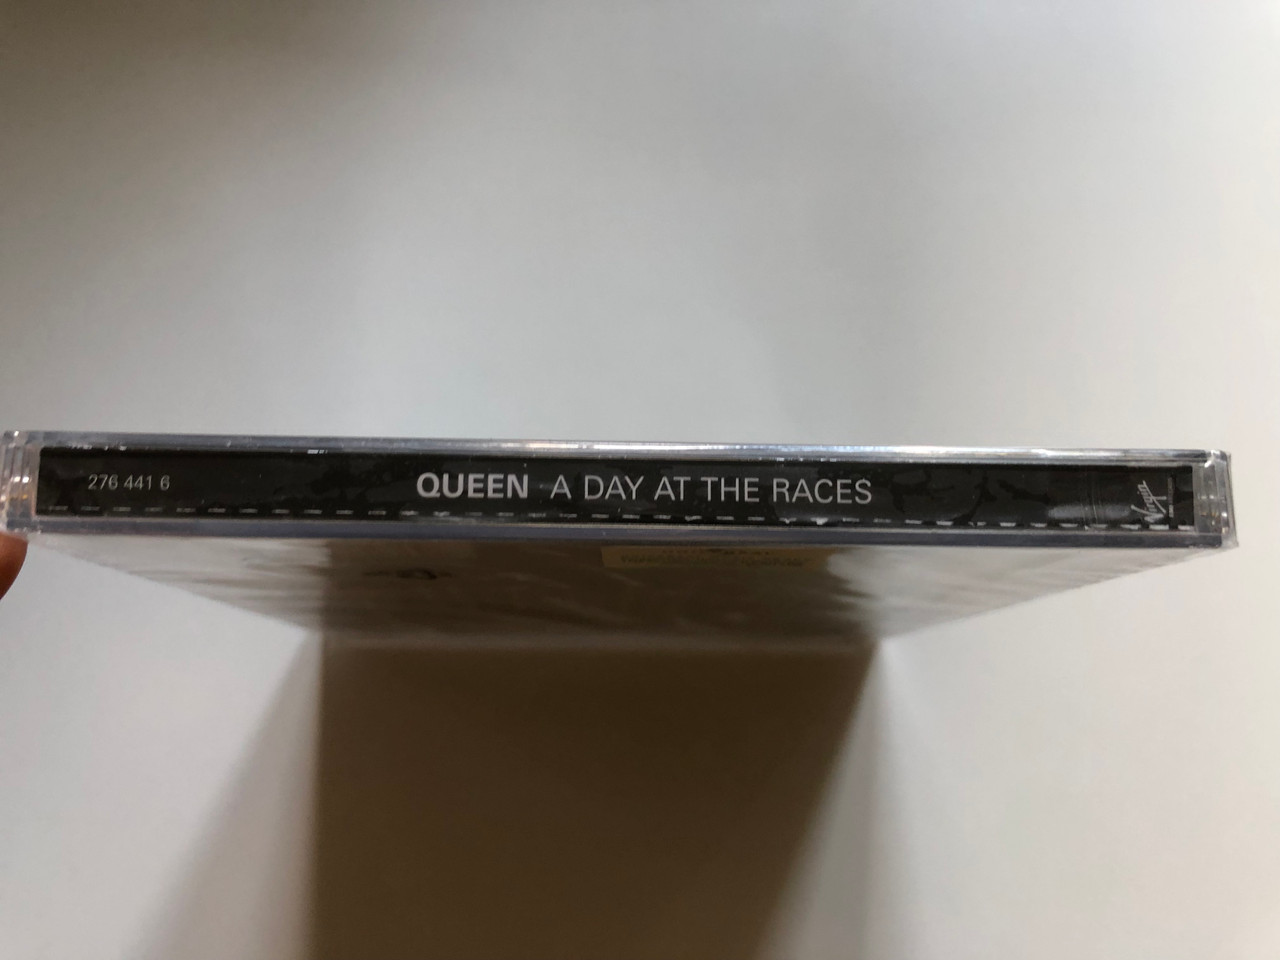 276 441 6
QUEEN A DAY AT THE RACES
Virgin